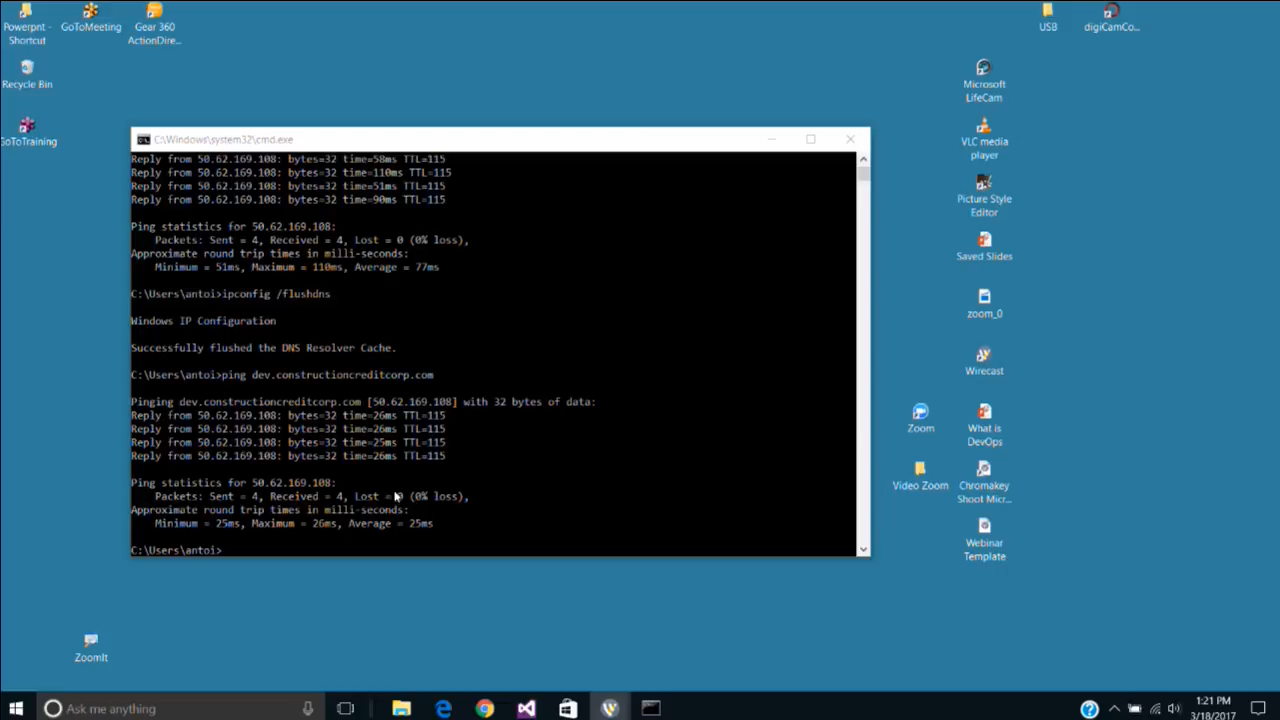 Powerpnt -
Shortcut
GoToMeeting
Gear 360
ActionDire...
USB
digiCamCo...
Recycle Bin
GoToTraining
Microsoft
LifeCam
VLC media
player
Picture Style
Editor
Saved Slides
zoom_0
Wirecast
Zoom
What is
DevOps
Video Zoom
Chromakey
Shoot Micr...
Webinar
Template
ZoomIt
C:\Windows\system32\cmd.exe
Reply from 50.62.169.108: bytes=32 time=58ms TTL=115
Reply from 50.62.169.108: bytes=32 time=110ms TTL=115
Reply from 50.62.169.108: bytes=32 time=51ms TTL=115
Reply from 50.62.169.108: bytes=32 time=90ms TTL=115
Ping statistics for 50.62.169.108:
Packets: Sent = 4, Received = 4, Lost = 0 (0% loss),
Approximate round trip times in milli-seconds:
Minimum = 51ms, Maximum = 110ms, Average = 77ms
C:\Users\antoi>ipconfig /flushdns
Windows IP Configuration
Successfully flushed the DNS Resolver Cache.
C:\Users\antoi>ping dev.constructioncreditcorp.com
Pinging dev.constructioncreditcorp.com [50.62.169.108] with 32 bytes of data:
Reply from 50.62.169.108: bytes=32 time=26ms TTL=115
Reply from 50.62.169.108: bytes=32 time=26ms TTL=115
Reply from 50.62.169.108: bytes=32 time=25ms TTL=115
Reply from 50.62.169.108: bytes=32 time=26ms TTL=115
Ping statistics for 50.62.169.108:
Packets: Sent = 4, Received = 4, Lost = 0 (0% loss),
Approximate round trip times in milli-seconds:
Minimum = 25ms, Maximum = 26ms, Average = 25ms
C:\Users\antoi>
Ask me anything
1:21 PM
3/18/2017